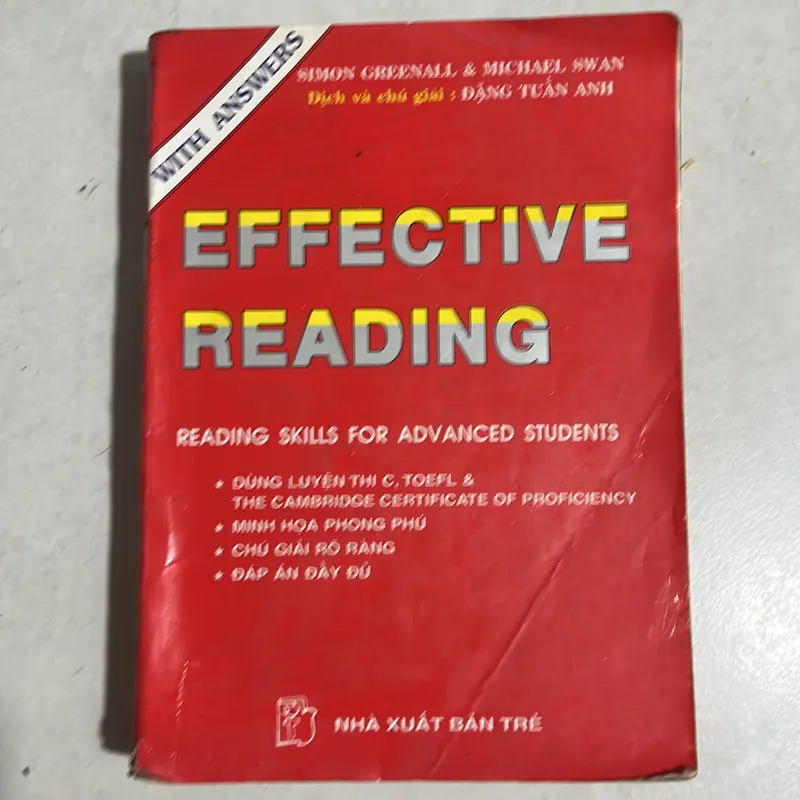 WITH ANSWERS
SIMON GREENALL & MICHAEL SWAN
Dịch và chú giải : ĐẶNG TUẤN ANH
EFFECTIVE
READING
READING SKILLS FOR ADVANCED STUDENTS
★ DÙNG LUYỆN THI C, TOEFL &
THE CAMBRIDGE CERTIFICATE OF PROFICIENCY
★ MINH HỌA PHONG PHÚ
★ CHÚ GIẢI RÕ RÀNG
★ ĐÁP ÁN ĐẦY ĐỦ
NHÀ XUẤT BẢN TRẺ